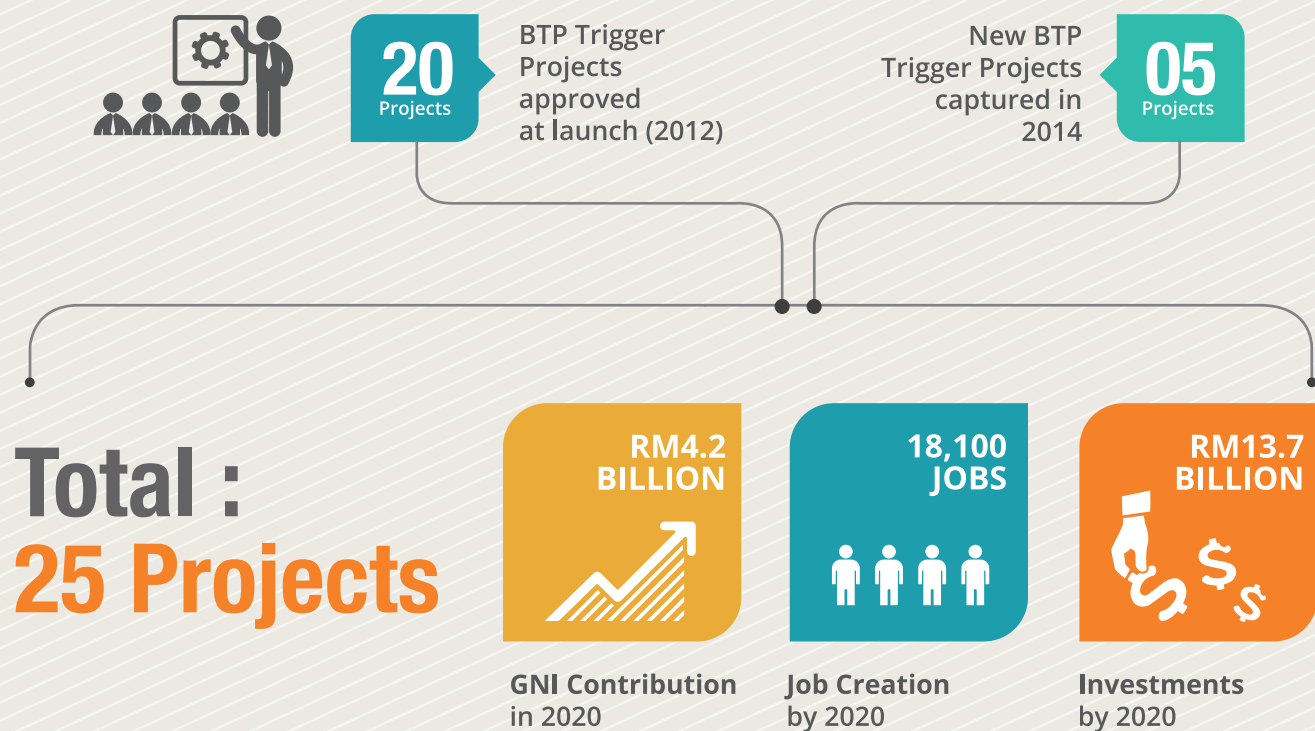 20
Projects
BTP Trigger
Projects
approved
at launch (2012)
New BTP
Trigger Projects
captured in
2014
05
Projects
Total :
25 Projects
RM4.2
BILLION
GNI Contribution
in 2020
18,100
JOBS
Job Creation
by 2020
RM13.7
BILLION
Investments
by 2020